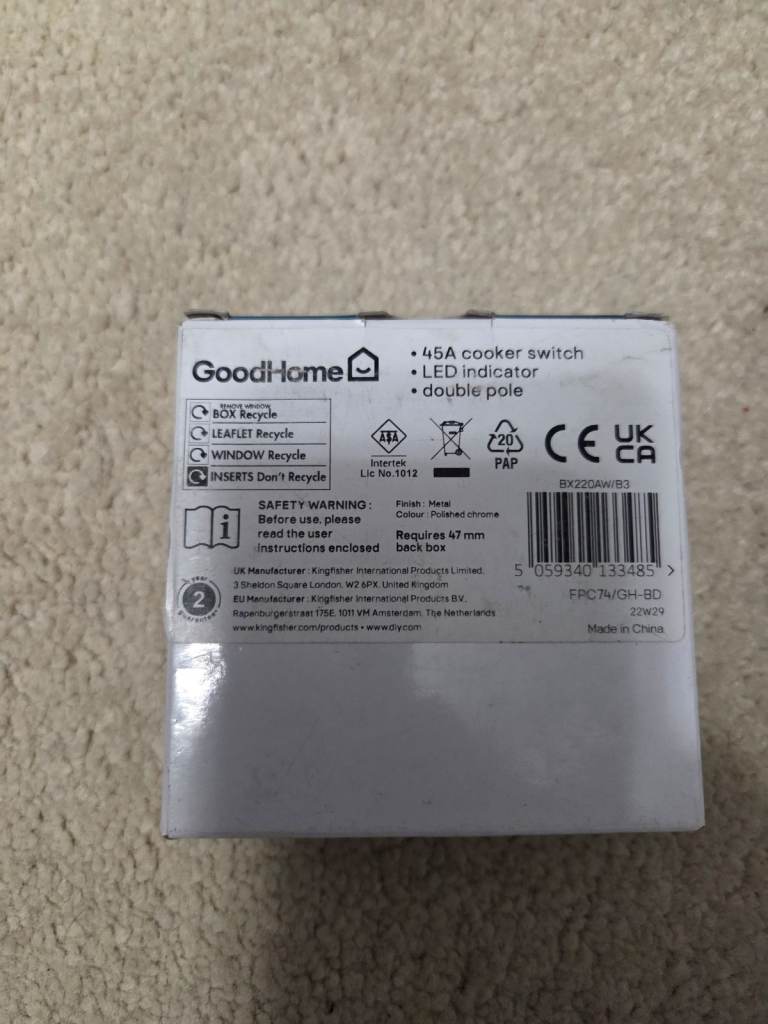 GoodHome
• 45A cooker switch
• LED indicator
• double pole
REMOVE WINDOW
BOX Recycle
LEAFLET Recycle
WINDOW Recycle
INSERTS Don't Recycle
ASA
Intertek
Lic No.1012
20
PAP
CE
UK
CA
BX220AW/B3
SAFETY WARNING :
Before use, please
read the user
instructions enclosed
Finish : Metal
Colour : Polished chrome
Requires 47 mm
back box
5 059340 133485 >
FPC74/GH-BD
22W29
Made in China
2 year
guarantee
UK Manufacturer : Kingfisher International Products Limited,
3 Sheldon Square London, W2 6PX, United Kingdom
EU Manufacturer : Kingfisher International Products B.V.,
Rapenburgerstraat 175E, 1011 VM Amsterdam, The Netherlands
www.kingfisher.com/products • www.diy.com